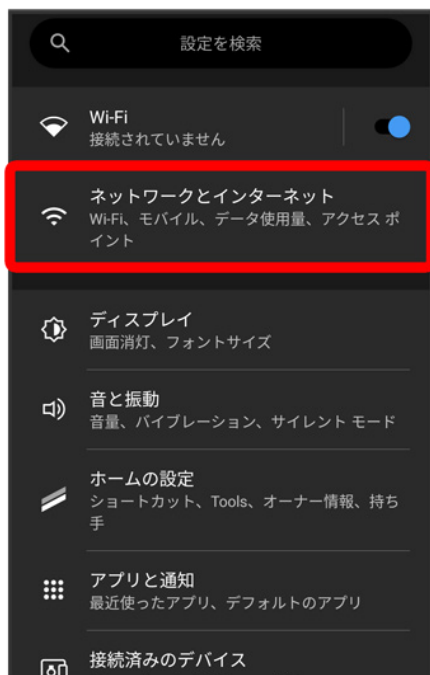 設定を検索
Wi-Fi
接続されていません
ネットワークとインターネット
Wi-Fi、モバイル、データ使用量、アクセス ポ
イント
ディスプレイ
画面消灯、フォントサイズ
音と振動
音量、バイブレーション、サイレント モード
ホームの設定
ショートカット、Tools、オーナー情報、持ち
手
アプリと通知
最近使ったアプリ、デフォルトのアプリ
接続済みのデバイス